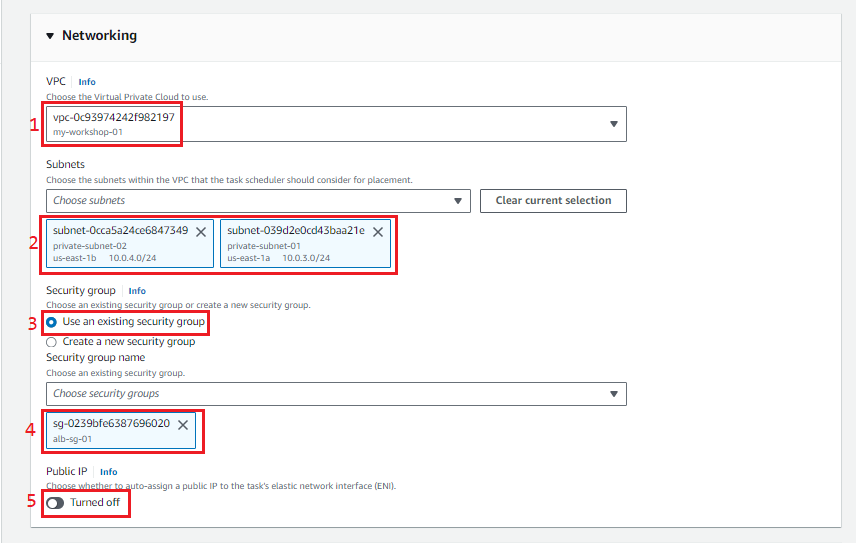 Networking
VPC Info
Choose the Virtual Private Cloud to use.
1 vpc-0c93974242f982197
my-workshop-01
Subnets
Choose the subnets within the VPC that the task scheduler should consider for placement.
Choose subnets Clear current selection
2 subnet-0cca5a24ce6847349 subnet-039d2e0cd43baa21e
private-subnet-02 private-subnet-01
us-east-1b 10.0.4.0/24 us-east-1a 10.0.3.0/24
Security group Info
Choose an existing security group or create a new security group.
3 Use an existing security group
Create a new security group
Security group name
Choose an existing security group.
Choose security groups
4 sg-0239bfe6387696020
alb-sg-01
Public IP Info
Choose whether to auto-assign a public IP to the task's elastic network interface (ENI).
5 Turned off